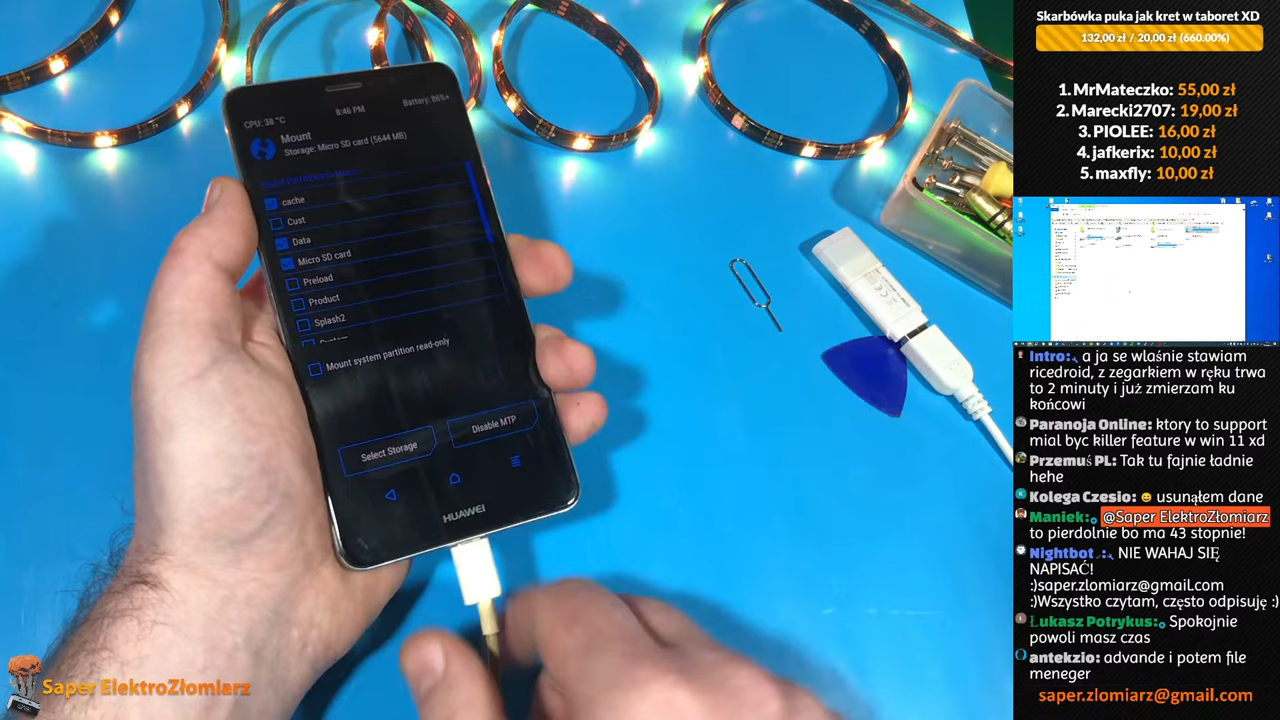 CPU: 38 °C
8:46 PM
Battery: 86%+
Mount
Storage: Micro SD card (5644 MB)
cache
Cust
Data
Micro SD card
Preload
Product
Splash2
Mount system partition read-only
Select Storage
Disable MTP
HUAWEI
Saper ElektroZłomiarz
Skarbówka puka jak kret w taboret XD
132,00 zł / 20,00 zł (660.00%)
1. MrMateczko: 55,00 zł
2. Marecki2707: 19,00 zł
3. PIOLEE: 16,00 zł
4. jafkerix: 10,00 zł
5. maxfly: 10,00 zł
Intro: a ja se wlaśnie stawiam
ricedroid, z zegarkiem w ręku trwa
to 2 minuty i już zmierzam ku
końcowi
Paranoja Online: ktory to support
mial byc killer feature w win 11 xd
Przemuś PL: Tak tu fajnie ładnie
hehe
Kolega Czesio: 😀 usunąłem dane
Maniek: @Saper ElektroZłomiarz
to pierdolnie bo ma 43 stopnie!
Nightbot : NIE WAHAJ SIĘ
NAPISAĆ!
:)saper.zlomiarz@gmail.com
:)Wszystko czytam, często odpisuję :)
Łukasz Potrykus: Spokojnie
powoli masz czas
antekzio: advande i potem file
meneger
saper.zlomiarz@gmail.com